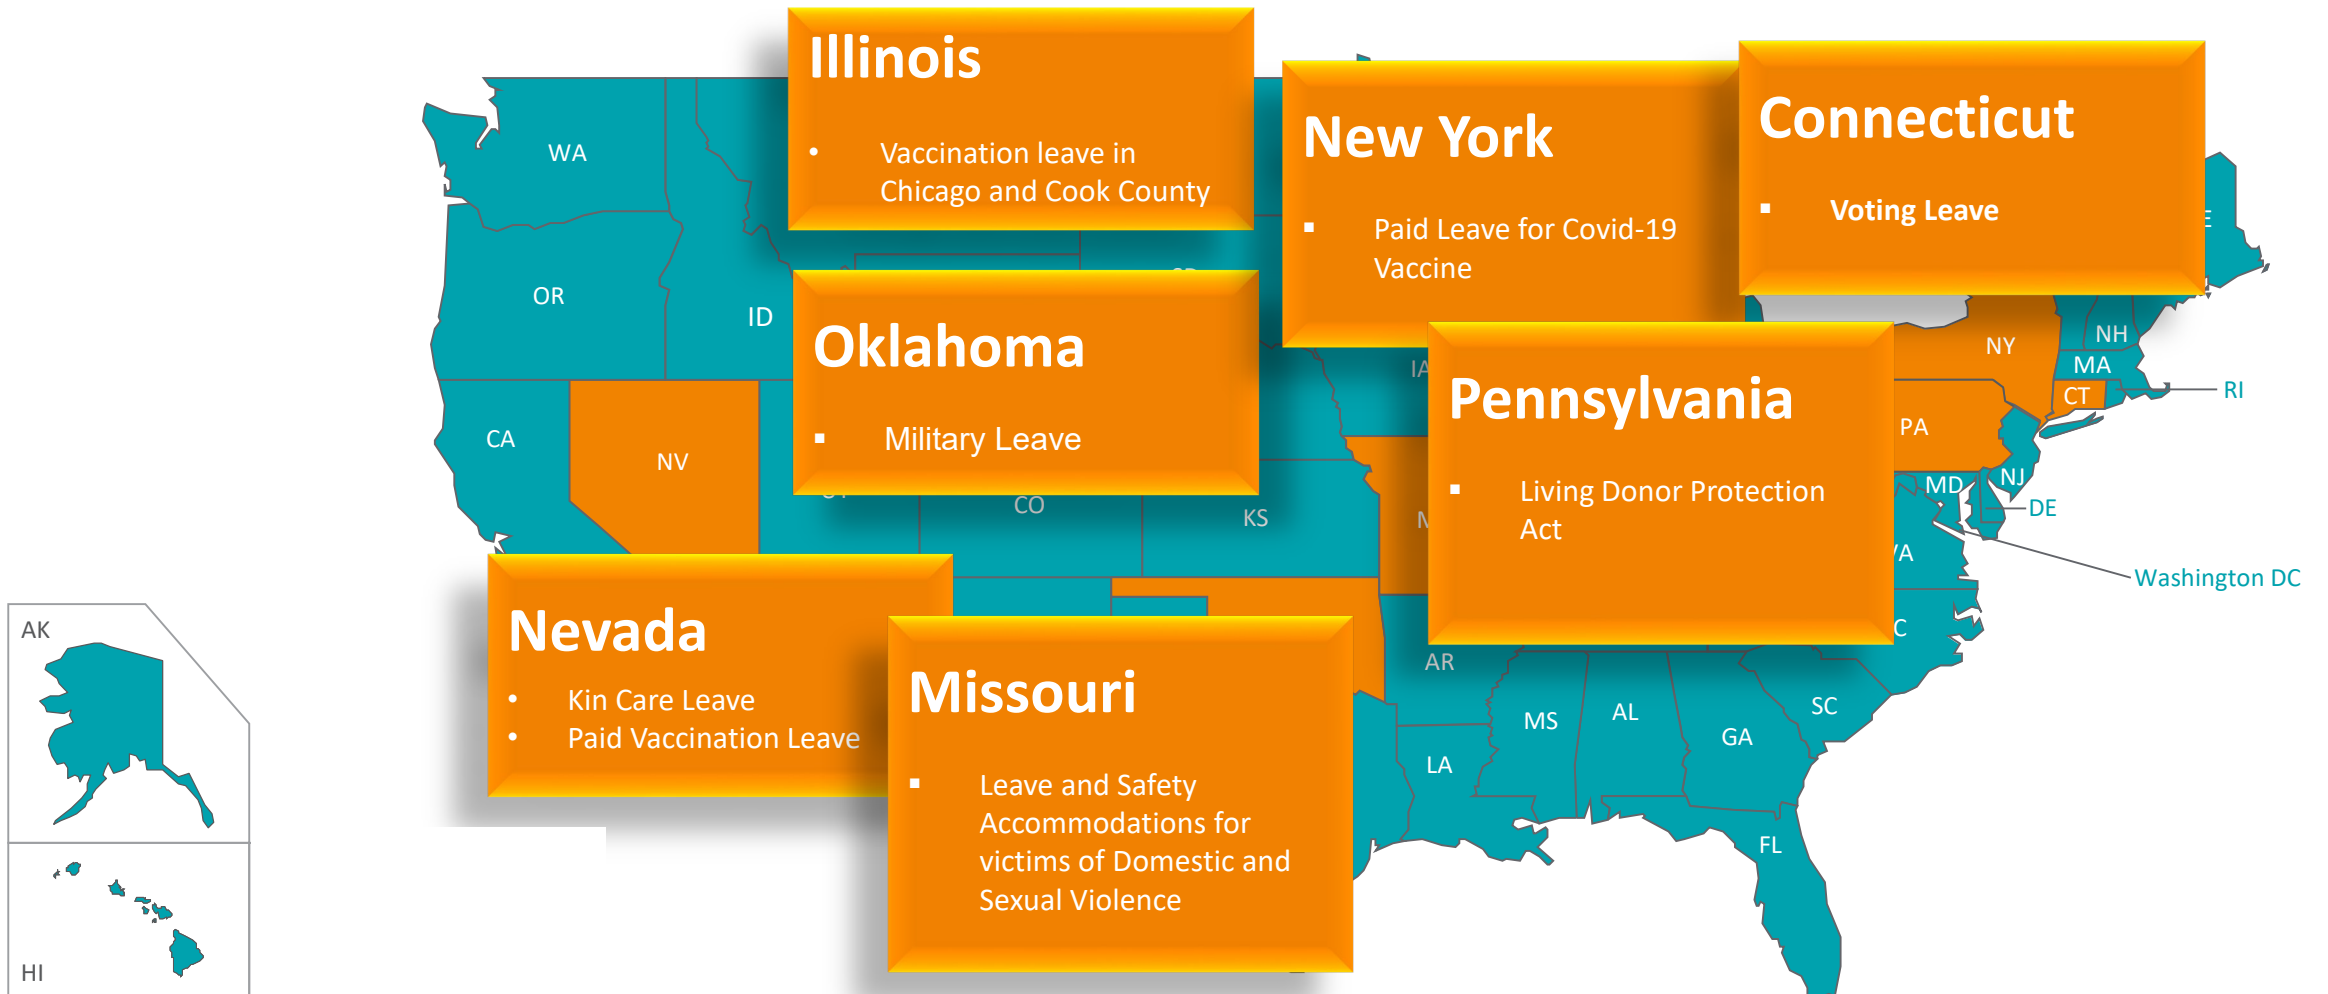 Illinois
• Vaccination leave in
Chicago and Cook County
New York
▪ Paid Leave for Covid-19
Vaccine
Connecticut
▪ Voting Leave
Oklahoma
▪ Military Leave
Pennsylvania
▪ Living Donor Protection
Act
Nevada
• Kin Care Leave
• Paid Vaccination Leave
Missouri
▪ Leave and Safety
Accommodations for
victims of Domestic and
Sexual Violence
WA
OR
ID
CA
NV
CO
KS
AR
LA
MS
AL
GA
SC
FL
NY
NH
MA
CT
RI
PA
NJ
MD
DE
Washington DC
AK
HI